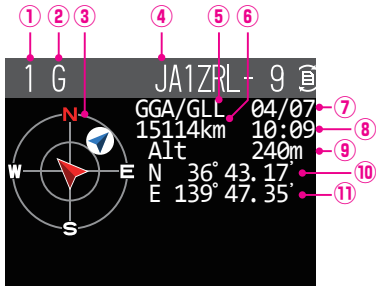 ① ② ③ ④ ⑤ ⑥
1 G JA1ZRL- 9
N GGA/GLL 04/07 ⑦
15114km 10:09 ⑧
Alt 240m ⑨
W E N 36°43.17' ⑩
E 139°47.35' ⑪
S